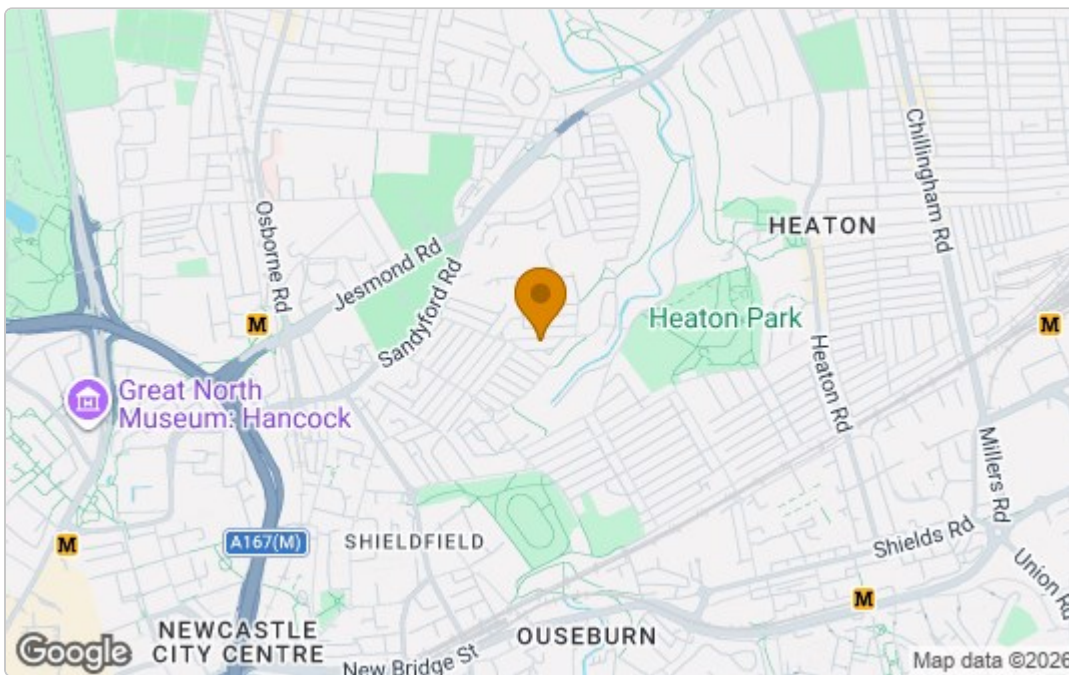 HEATON
Chillingham Rd
Osborne Rd
Jesmond Rd
Sandyford Rd
M
Heaton Park
M
Heaton Rd
Great North
Museum: Hancock
Millers Rd
A167(M)
SHIELDFIELD
M
Shields Rd
Union Rd
M
NEWCASTLE
CITY CENTRE
OUSEBURN
New Bridge St
Google
Map data ©2026